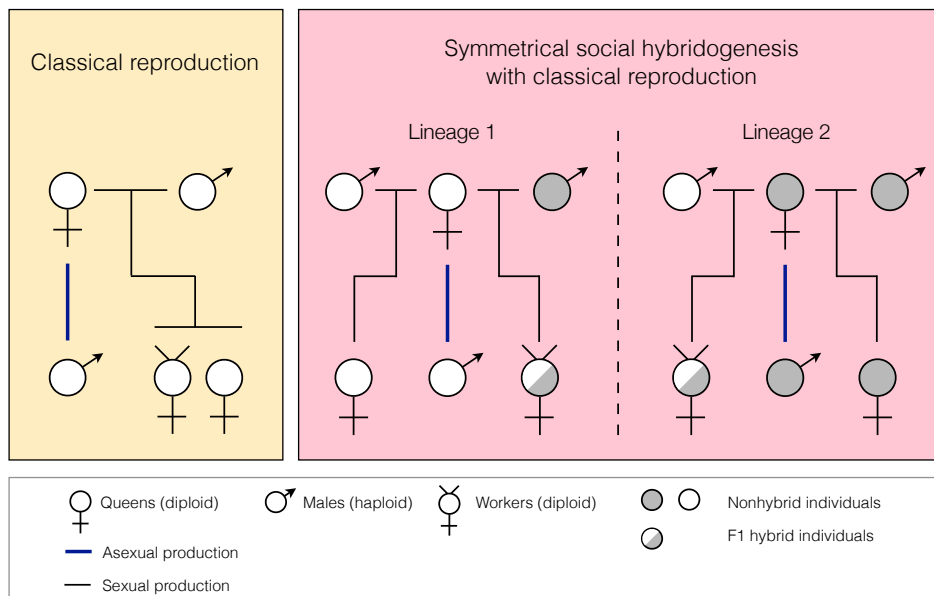 Classical reproduction
Symmetrical social hybridogenesis
with classical reproduction
Lineage 1
Lineage 2
Queens (diploid)
Males (haploid)
Workers (diploid)
Nonhybrid individuals
F1 hybrid individuals
Asexual production
Sexual production